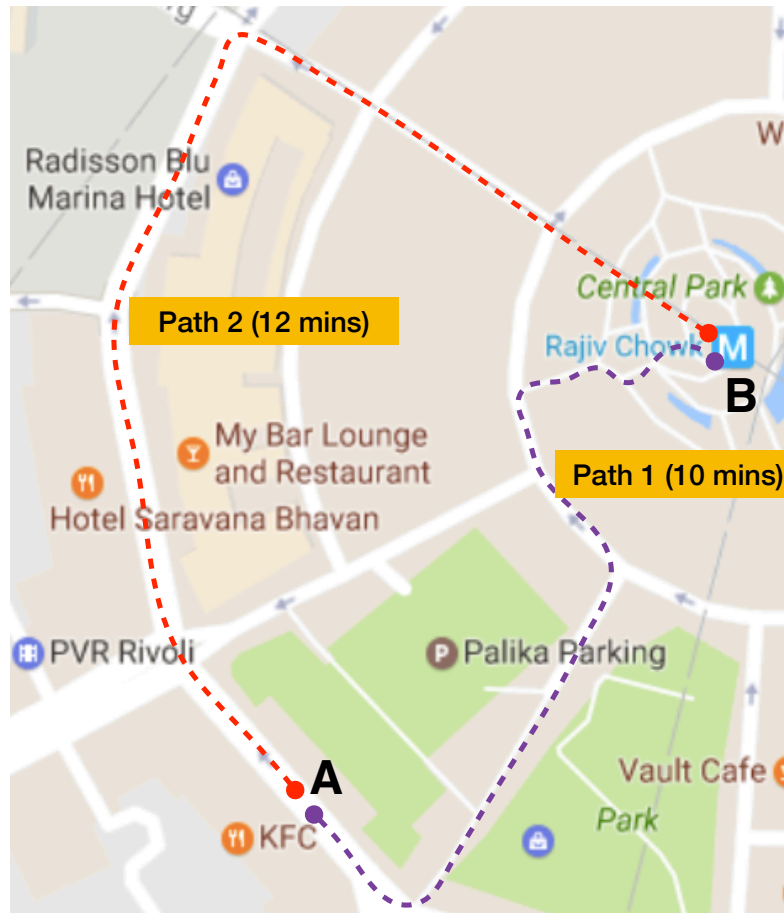 ng
W
Radisson Blu
Marina Hotel
Central Park
Path 2 (12 mins)
Rajiv Chowk M
B
My Bar Lounge
and Restaurant
Path 1 (10 mins)
Hotel Saravana Bhavan
PVR Rivoli
P Palika Parking
A
Vault Cafe
Park
KFC